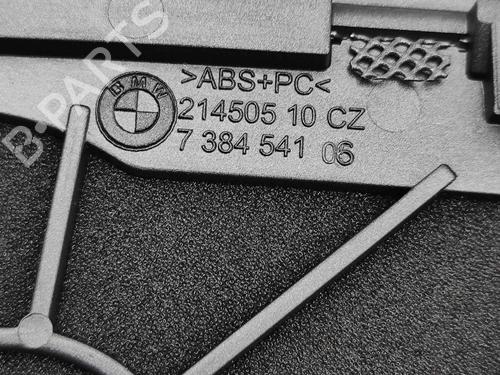 B-PARTS
BMW
>ABS+PC<
214505 10 CZ
7 384 541 06